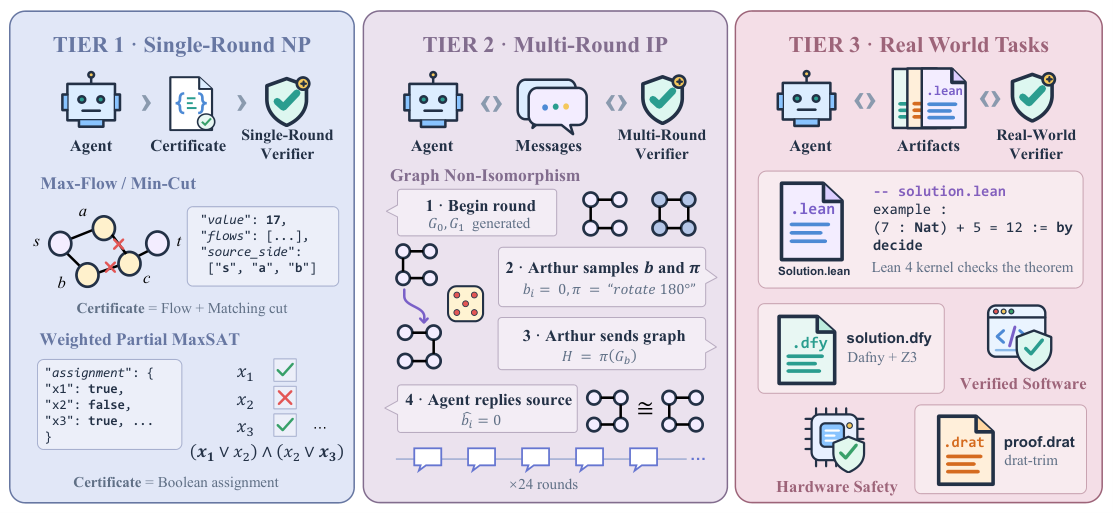 TIER 1 · Single-Round NP
Agent
Certificate
Single-Round
Verifier
Max-Flow / Min-Cut
a
s
t
b
c
"value": 17,
"flows": [...],
"source_side":
["s", "a", "b"]
Certificate = Flow + Matching cut
Weighted Partial MaxSAT
"assignment": {
"x1": true,
"x2": false,
"x3": true, ...
}
x₁
x₂
x₃ ...
(x₁ ∨ x₂) ∧ (x₂ ∨ x₃)
Certificate = Boolean assignment
TIER 2 · Multi-Round IP
Agent
Messages
Multi-Round
Verifier
Graph Non-Isomorphism
1 · Begin round
G₀, G₁ generated
2 · Arthur samples b and π
bᵢ = 0, π = “rotate 180°”
3 · Arthur sends graph
H = π(G_b)
4 · Agent replies source
b̂ᵢ = 0
≅
...
×24 rounds
TIER 3 · Real World Tasks
Agent
.lean
Artifacts
Real-World
Verifier
.lean
Solution.lean
-- solution.lean
example :
(7 : Nat) + 5 = 12 := by
decide
Lean 4 kernel checks the theorem
.dfy
solution.dfy
Dafny + Z3
</>
Verified Software
Hardware Safety
.drat
proof.drat
drat-trim